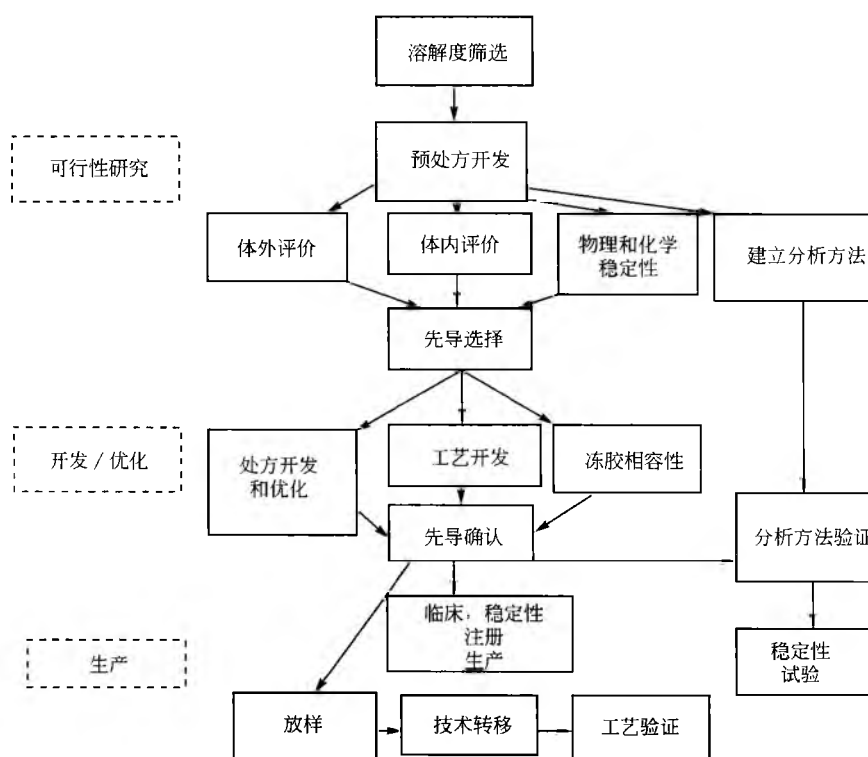 溶解度筛选
可行性研究
预处方开发
体外评价
体内评价
物理和化学
稳定性
建立分析方法
先导选择
开发 / 优化
处方开发
和优化
工艺开发
冻胶相容性
先导确认
分析方法验证
临床，稳定性
注册
生产
生产
稳定性
试验
放样
技术转移
工艺验证